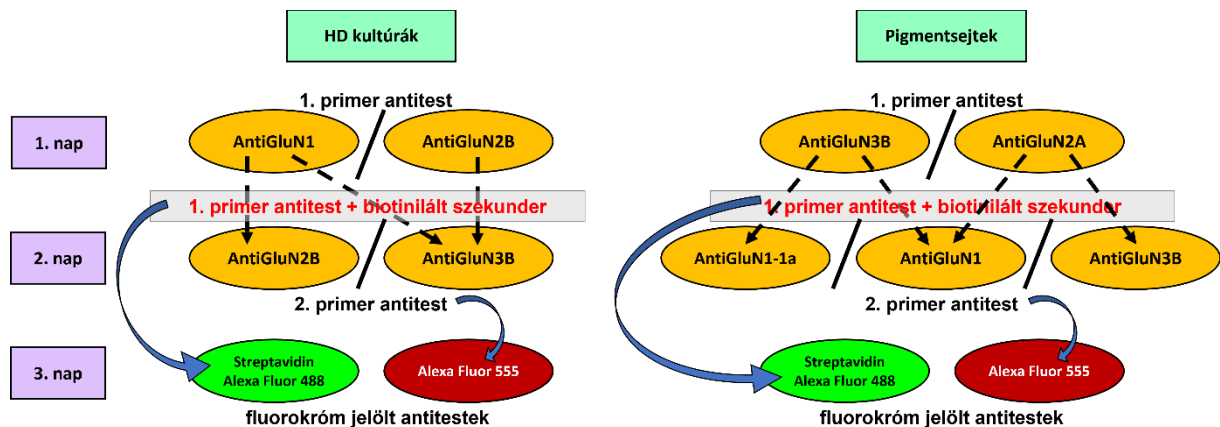 HD kultúrák
Pigmentsejtek
1. primer antitest
1. primer antitest
1. nap
AntiGluN1
AntiGluN2B
AntiGluN3B
AntiGluN2A
1. primer antitest + biotinilált szekunder
1. primer antitest + biotinilált szekunder
2. nap
AntiGluN2B
AntiGluN3B
AntiGluN1-1a
AntiGluN1
AntiGluN3B
2. primer antitest
2. primer antitest
3. nap
Streptavidin
Alexa Fluor 488
Alexa Fluor 555
Streptavidin
Alexa Fluor 488
Alexa Fluor 555
fluorokróm jelölt antitestek
fluorokróm jelölt antitestek